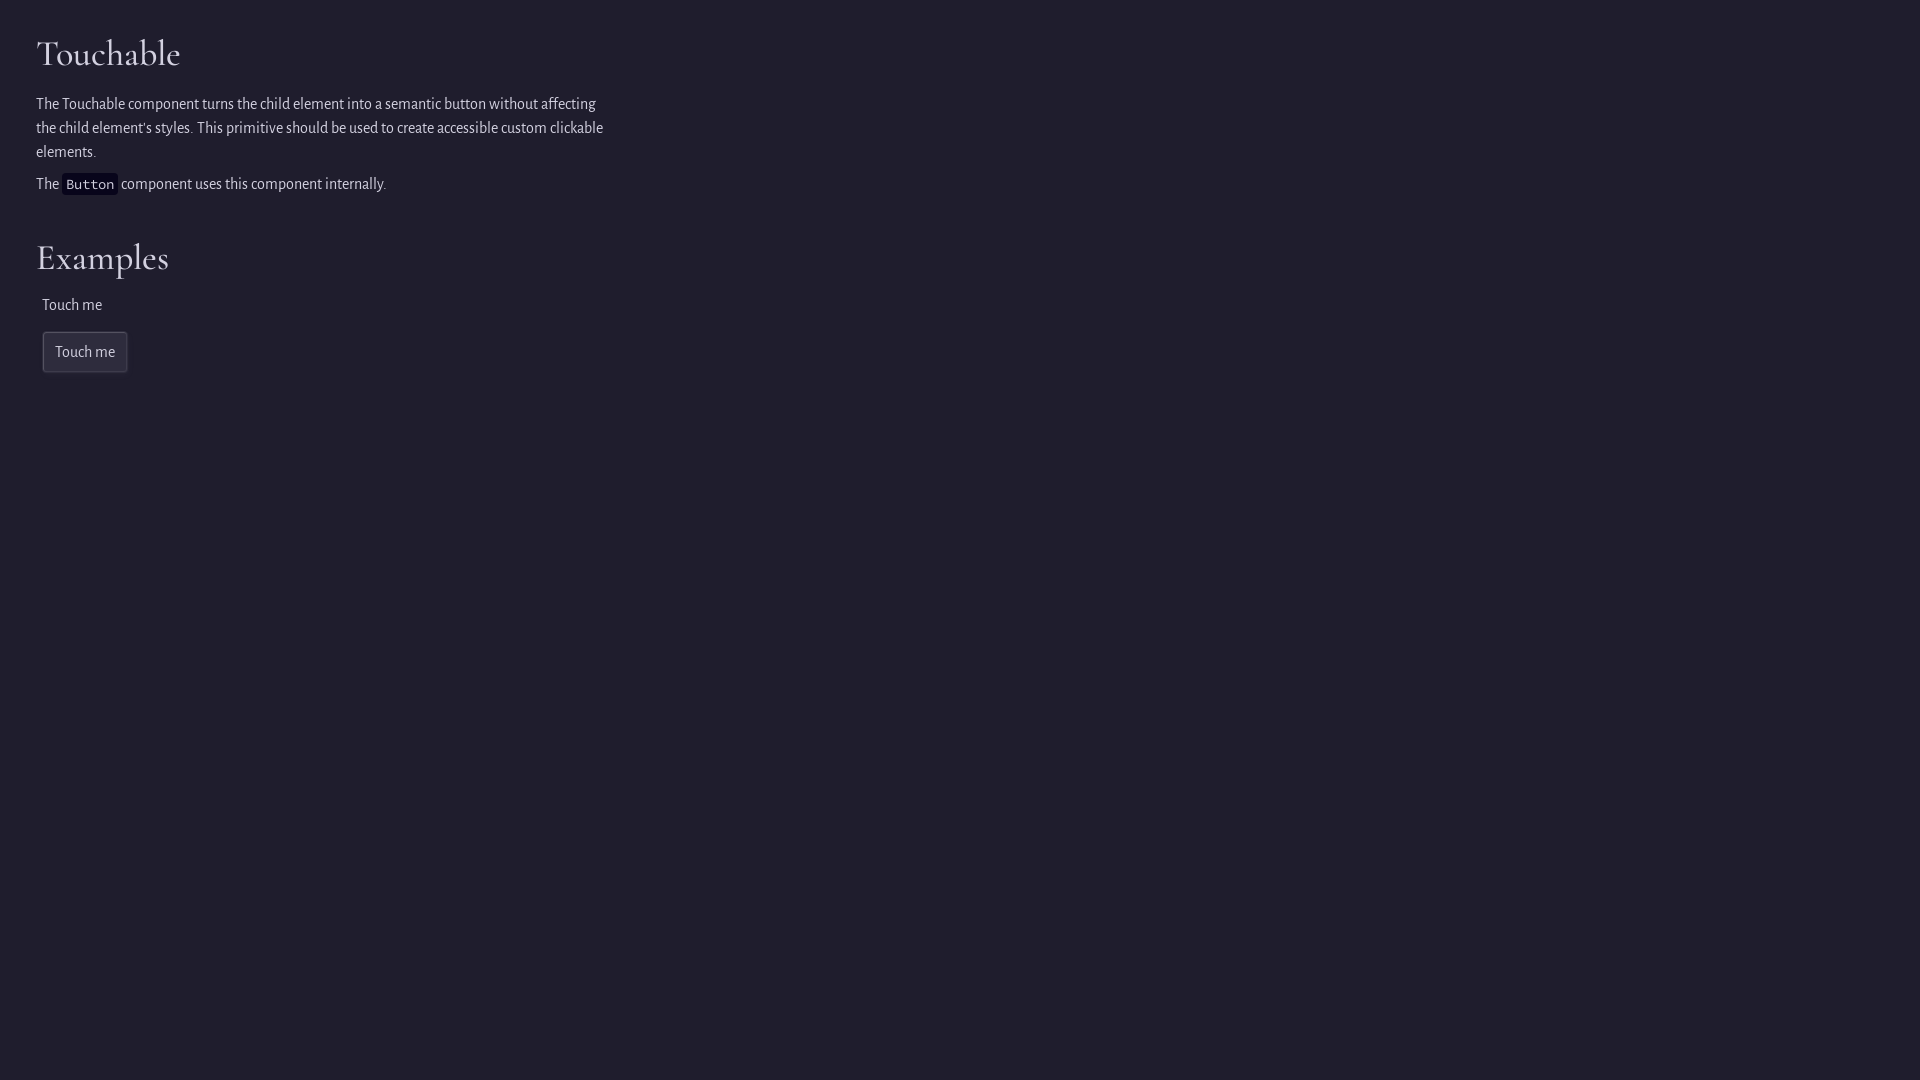 Touchable
The Touchable component turns the child element into a semantic button without affecting
the child element's styles. This primitive should be used to create accessible custom clickable
elements.
The Button component uses this component internally.
Examples
Touch me
Touch me